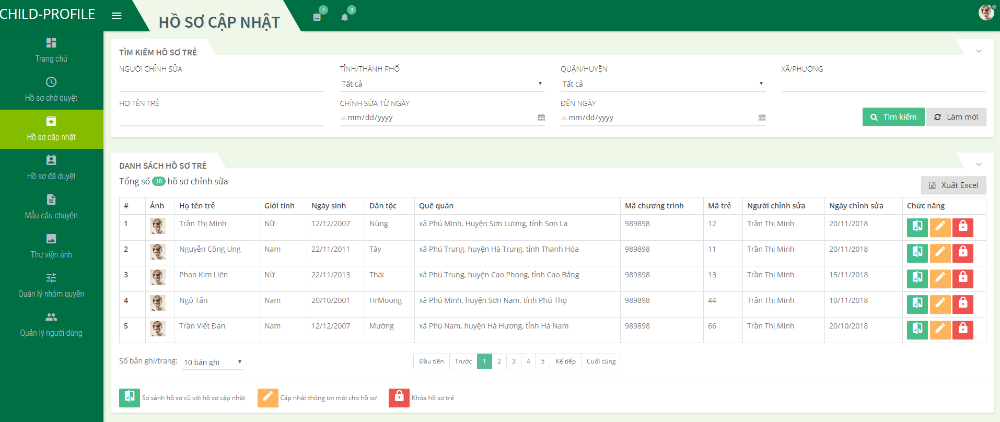 CHILD-PROFILE
HỒ SƠ CẬP NHẬT
7
3
Trang chủ
Hồ sơ chờ duyệt
Hồ sơ cập nhật
Hồ sơ đã duyệt
Mẫu câu chuyện
Thư viện ảnh
Quản lý nhóm quyền
Quản lý người dùng
TÌM KIẾM HỒ SƠ TRẺ
NGƯỜI CHỈNH SỬA TỈNH/THÀNH PHỐ QUẬN/HUYỆN XÃ/PHƯỜNG
Tất cả Tất cả
HỌ TÊN TRẺ CHỈNH SỬA TỪ NGÀY ĐẾN NGÀY
mm/dd/yyyy mm/dd/yyyy Tìm kiếm Làm mới
DANH SÁCH HỒ SƠ TRẺ
Tổng số 10 hồ sơ chỉnh sửa
Xuất Excel
# Ảnh Họ tên trẻ Giới tính Ngày sinh Dân tộc Quê quán Mã chương trình Mã trẻ Người chỉnh sửa Ngày chỉnh sửa Chức năng
1 Trần Thị Minh Nữ 12/12/2007 Nùng xã Phú Minh, Huyện Sơn Lương, tỉnh Sơn La 989898 12 Trần Thị Minh 20/11/2018
2 Nguyễn Công Ung Nam 22/11/2011 Tày xã Phú Trung, huyện Hà Trung, tỉnh Thanh Hóa 989898 11 Trần Thị Minh 20/11/2018
3 Phan Kim Liên Nữ 22/11/2013 Thái xã Phú Trung, huyện Cao Phong, tỉnh Cao Bằng 989898 13 Trần Thị Minh 15/11/2018
4 Ngô Tấn Nam 20/10/2001 HrMoong xã Phú Minh, huyện Sơn Nam, tỉnh Phú Thọ 989898 44 Trần Thị Minh 10/11/2018
5 Trần Viết Đan Nam 12/12/2007 Mường xã Phú Nam, huyện Hà Hương, tỉnh Hà Nam 989898 66 Trần Thị Minh 20/10/2018
Số bản ghi/trang: 10 bản ghi Đầu tiên Trước 1 2 3 4 5 Kế tiếp Cuối cùng
So sánh hồ sơ cũ với hồ sơ cập nhật Cập nhật thông tin mới cho hồ sơ Khóa hồ sơ trẻ